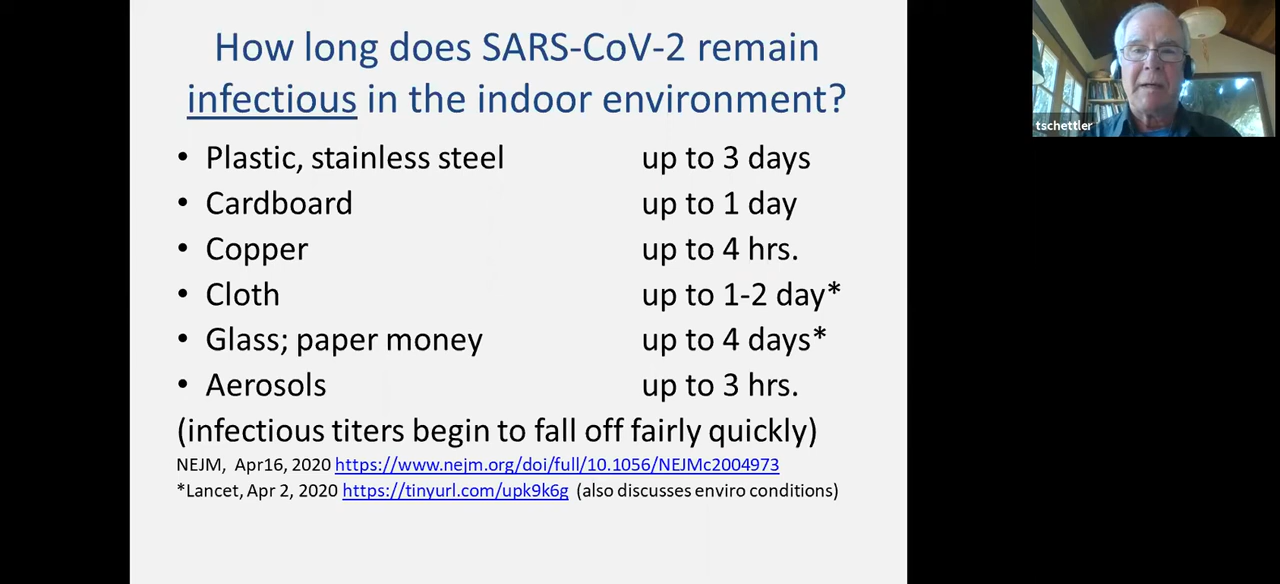 How long does SARS-CoV-2 remain
infectious in the indoor environment?
• Plastic, stainless steel up to 3 days
• Cardboard up to 1 day
• Copper up to 4 hrs.
• Cloth up to 1-2 day*
• Glass; paper money up to 4 days*
• Aerosols up to 3 hrs.
(infectious titers begin to fall off fairly quickly)
NEJM, Apr16, 2020 https://www.nejm.org/doi/full/10.1056/NEJMc2004973
*Lancet, Apr 2, 2020 https://tinyurl.com/upk9k6g (also discusses enviro conditions)
tschettler